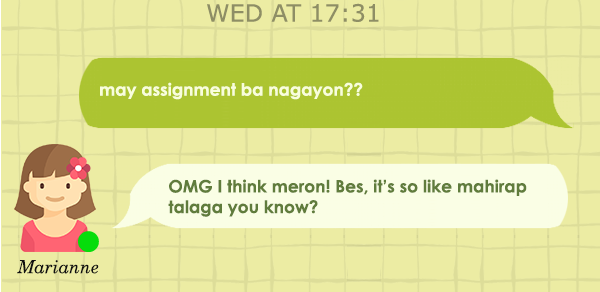 WED AT 17:31
may assignment ba nagayon??
OMG I think meron! Bes, it's so like mahirap
talaga you know?
Marianne